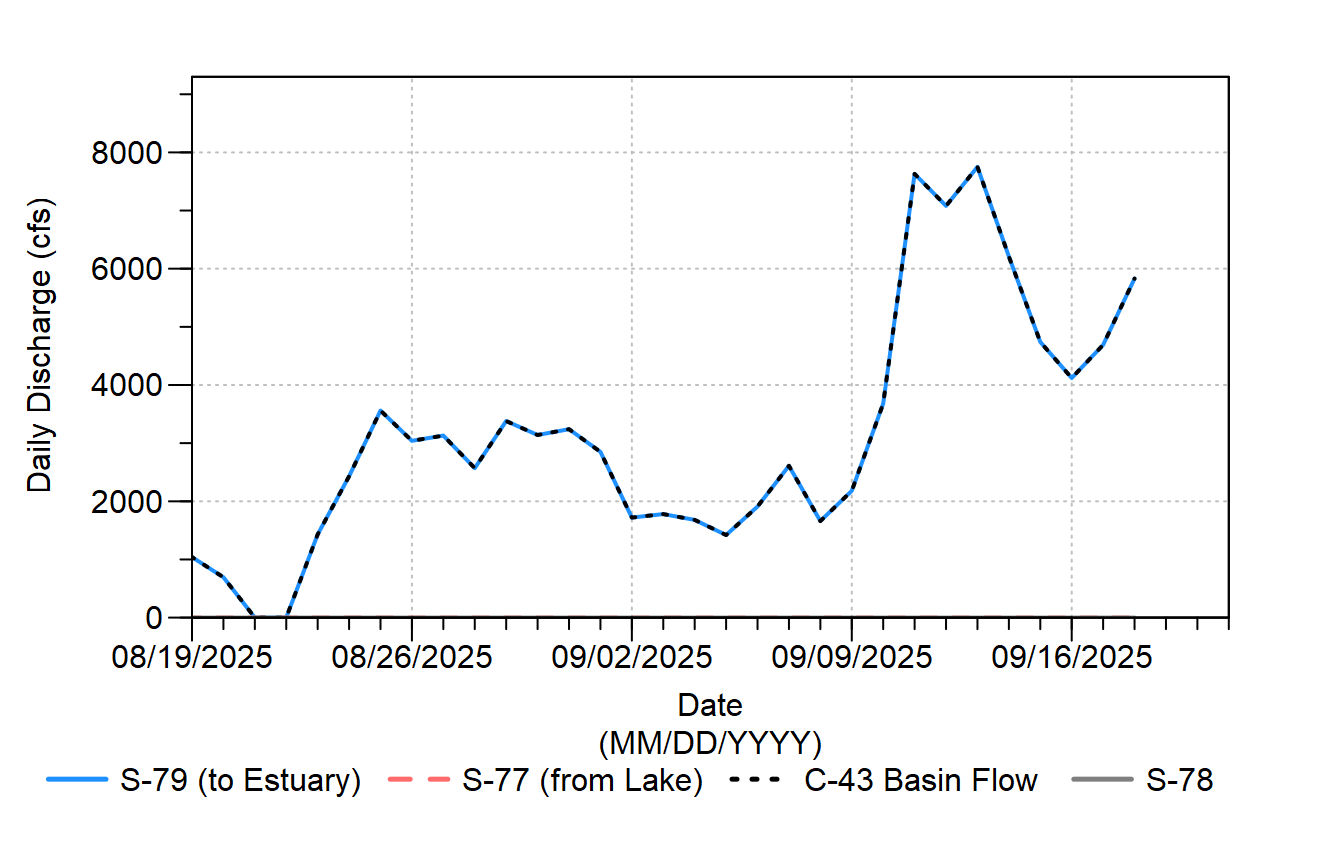 Daily Discharge (cfs)
8000
6000
4000
2000
0
08/19/2025 08/26/2025 09/02/2025 09/09/2025 09/16/2025
Date
(MM/DD/YYYY)
S-79 (to Estuary) S-77 (from Lake) C-43 Basin Flow S-78